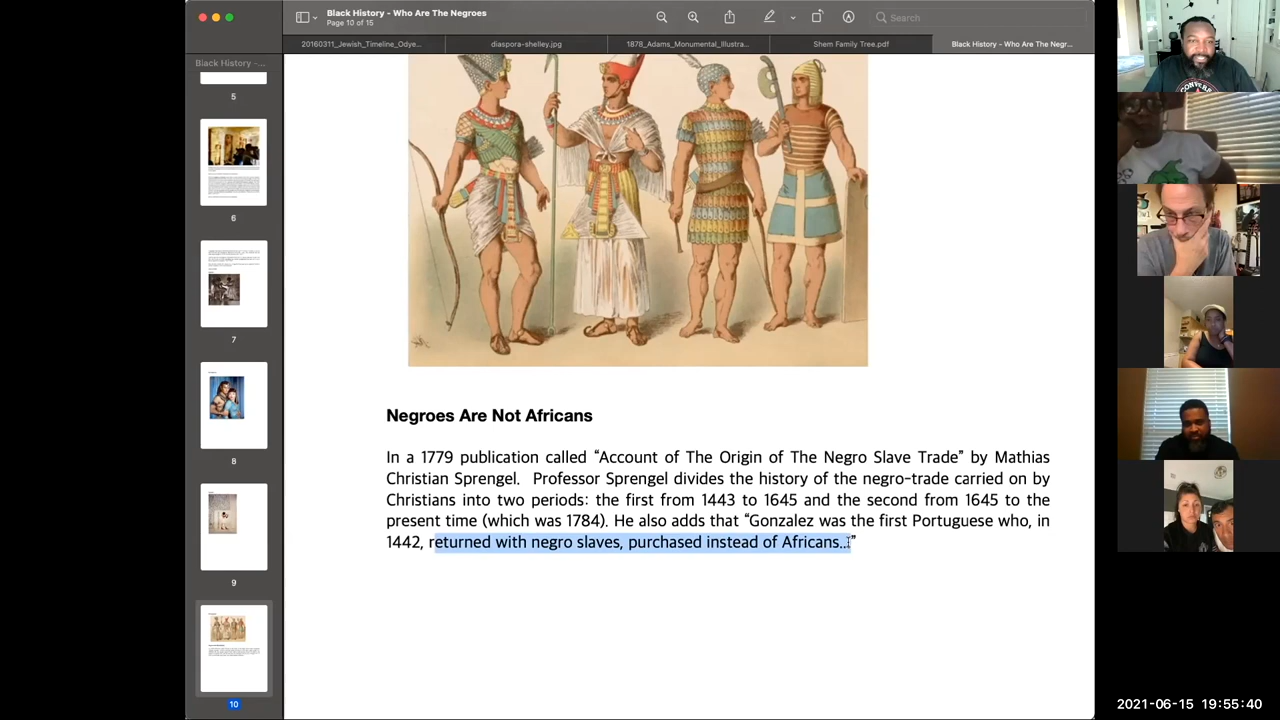 Black History - Who Are The Negroes
Page 10 of 15
Search
20160311_Jewish_Timeline_Odye...
diaspora-shelley.jpg
1878_Adams_Monumental_Illustra...
Shem Family Tree.pdf
Black History - Who Are The Negr...
Black History -...
5
6
7
8
9
10
Negroes Are Not Africans
In a 1779 publication called “Account of The Origin of The Negro Slave Trade” by Mathias
Christian Sprengel. Professor Sprengel divides the history of the negro-trade carried on by
Christians into two periods: the first from 1443 to 1645 and the second from 1645 to the
present time (which was 1784). He also adds that “Gonzalez was the first Portuguese who, in
1442, returned with negro slaves, purchased instead of Africans...”
2021-06-15 19:55:40